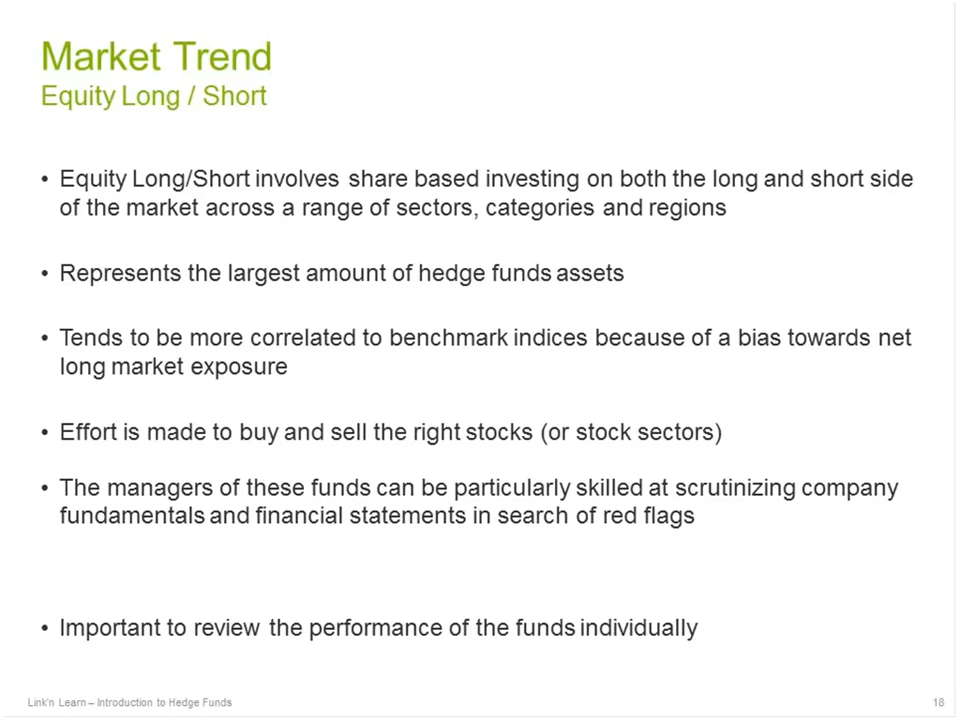 Market Trend
Equity Long / Short
• Equity Long/Short involves share based investing on both the long and short side
of the market across a range of sectors, categories and regions
• Represents the largest amount of hedge funds assets
• Tends to be more correlated to benchmark indices because of a bias towards net
long market exposure
• Effort is made to buy and sell the right stocks (or stock sectors)
• The managers of these funds can be particularly skilled at scrutinizing company
fundamentals and financial statements in search of red flags
• Important to review the performance of the funds individually
Link'n Learn – Introduction to Hedge Funds
18